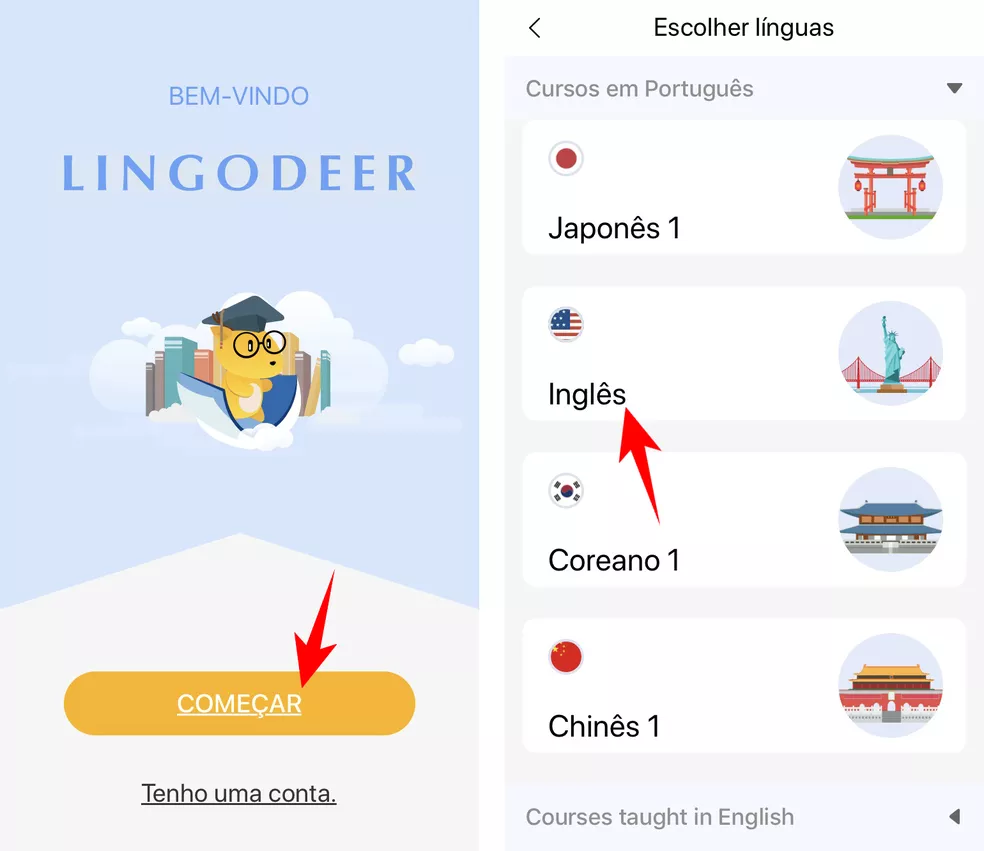 BEM-VINDO
LINGODEER
COMEÇAR
Tenho uma conta.
Escolher línguas
Cursos em Português
Japonês 1
Inglês
Coreano 1
Chinês 1
Courses taught in English